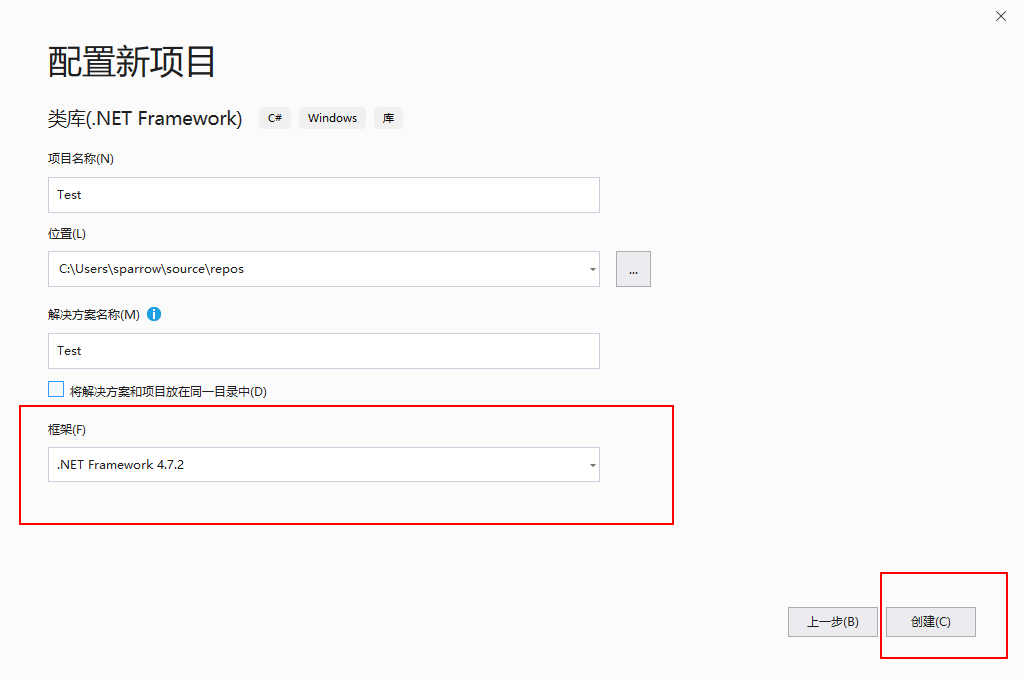 配置新项目
类库(.NET Framework) C# Windows 库
项目名称(N)
Test
位置(L)
C:\Users\sparrow\source\repos
...
解决方案名称(M)
Test
将解决方案和项目放在同一目录中(D)
框架(F)
.NET Framework 4.7.2
上一步(B) 创建(C)